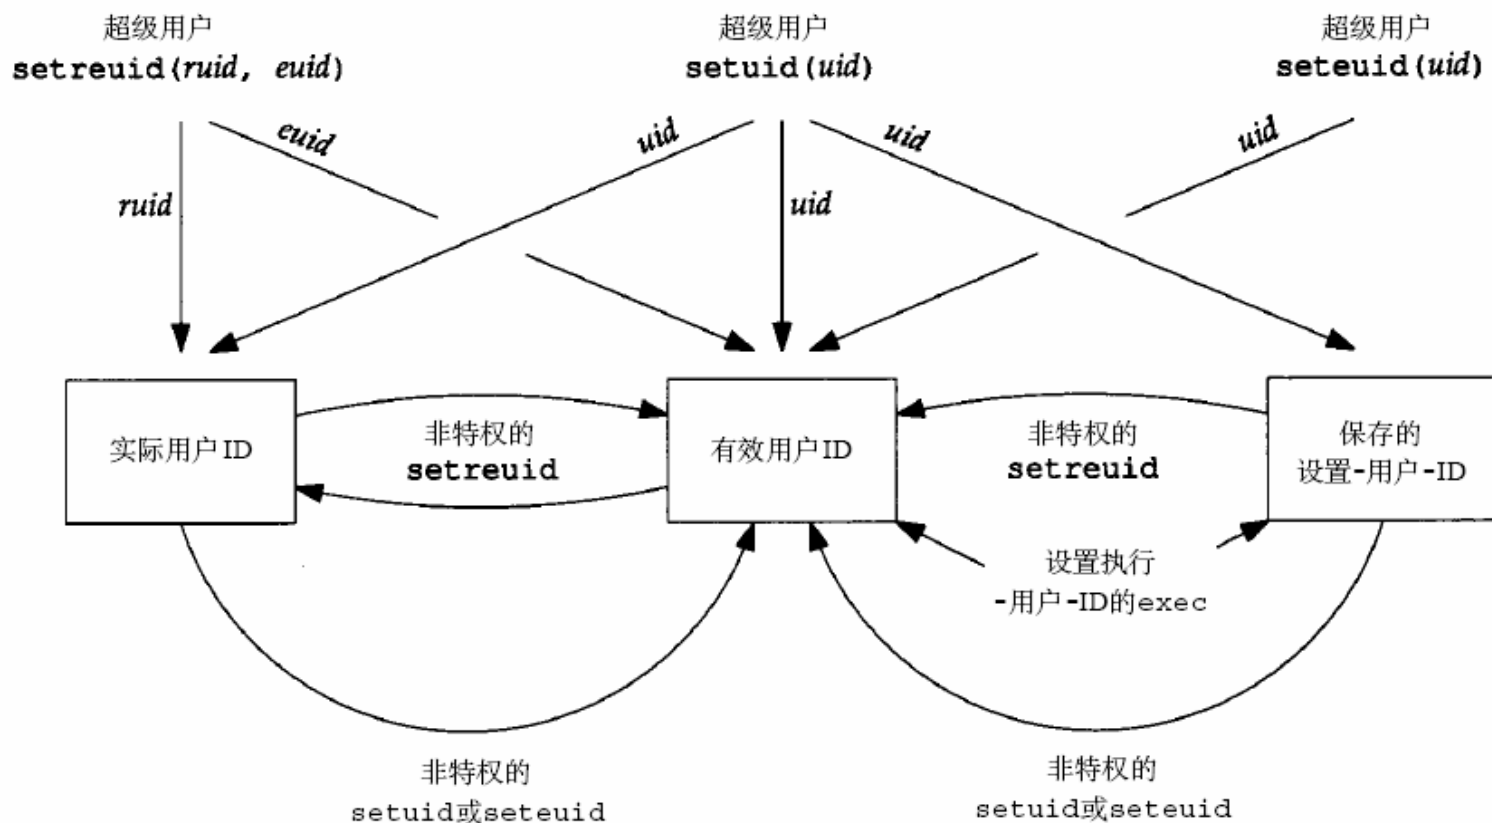 超级用户
setreuid(ruid, euid)
超级用户
setuid(uid)
超级用户
seteuid(uid)
euid
uid
uid
uid
ruid
uid
实际用户ID
非特权的
setreuid
有效用户ID
非特权的
setreuid
保存的
设置-用户-ID
设置执行
-用户-ID的exec
非特权的
setuid或seteuid
非特权的
setuid或seteuid